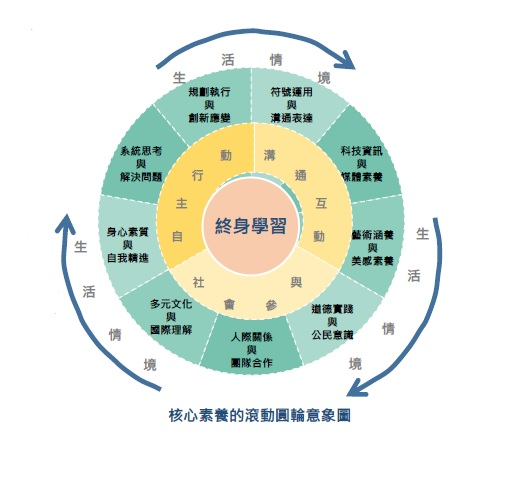 生活情境
規劃執行
與
創新應變
符號運用
與
溝通表達
系統思考
與
解決問題
科技資訊
與
媒體素養
身心素質
與
自我精進
藝術涵養
與
美感素養
多元文化
與
國際理解
道德實踐
與
公民意識
人際關係
與
團隊合作
自主行動
溝通互動
社會參與
終身學習
生活情境
生活情境
核心素養的滾動圓輪意象圖